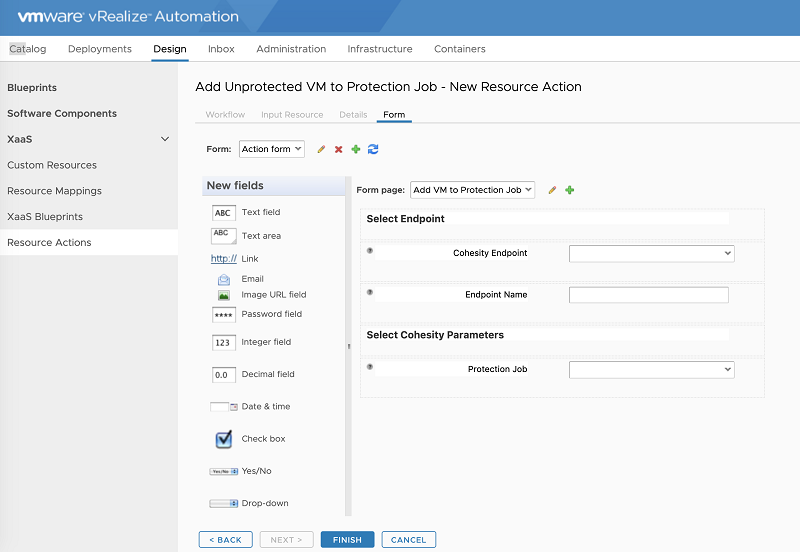 vmware® vRealize™ Automation
Catalog Deployments Design Inbox Administration Infrastructure Containers
Blueprints
Software Components
XaaS
Custom Resources
Resource Mappings
XaaS Blueprints
Resource Actions
Add Unprotected VM to Protection Job - New Resource Action
Workflow Input Resource Details Form
Form: Action form
New fields
ABC Text field
ABC Text area
http:// Link
Email
Image URL field
**** Password field
123 Integer field
0.0 Decimal field
Date & time
Check box
Yes/No Yes/No
Drop-down
Form page: Add VM to Protection Job
Select Endpoint
Cohesity Endpoint
Endpoint Name
Select Cohesity Parameters
Protection Job
< BACK NEXT > FINISH CANCEL